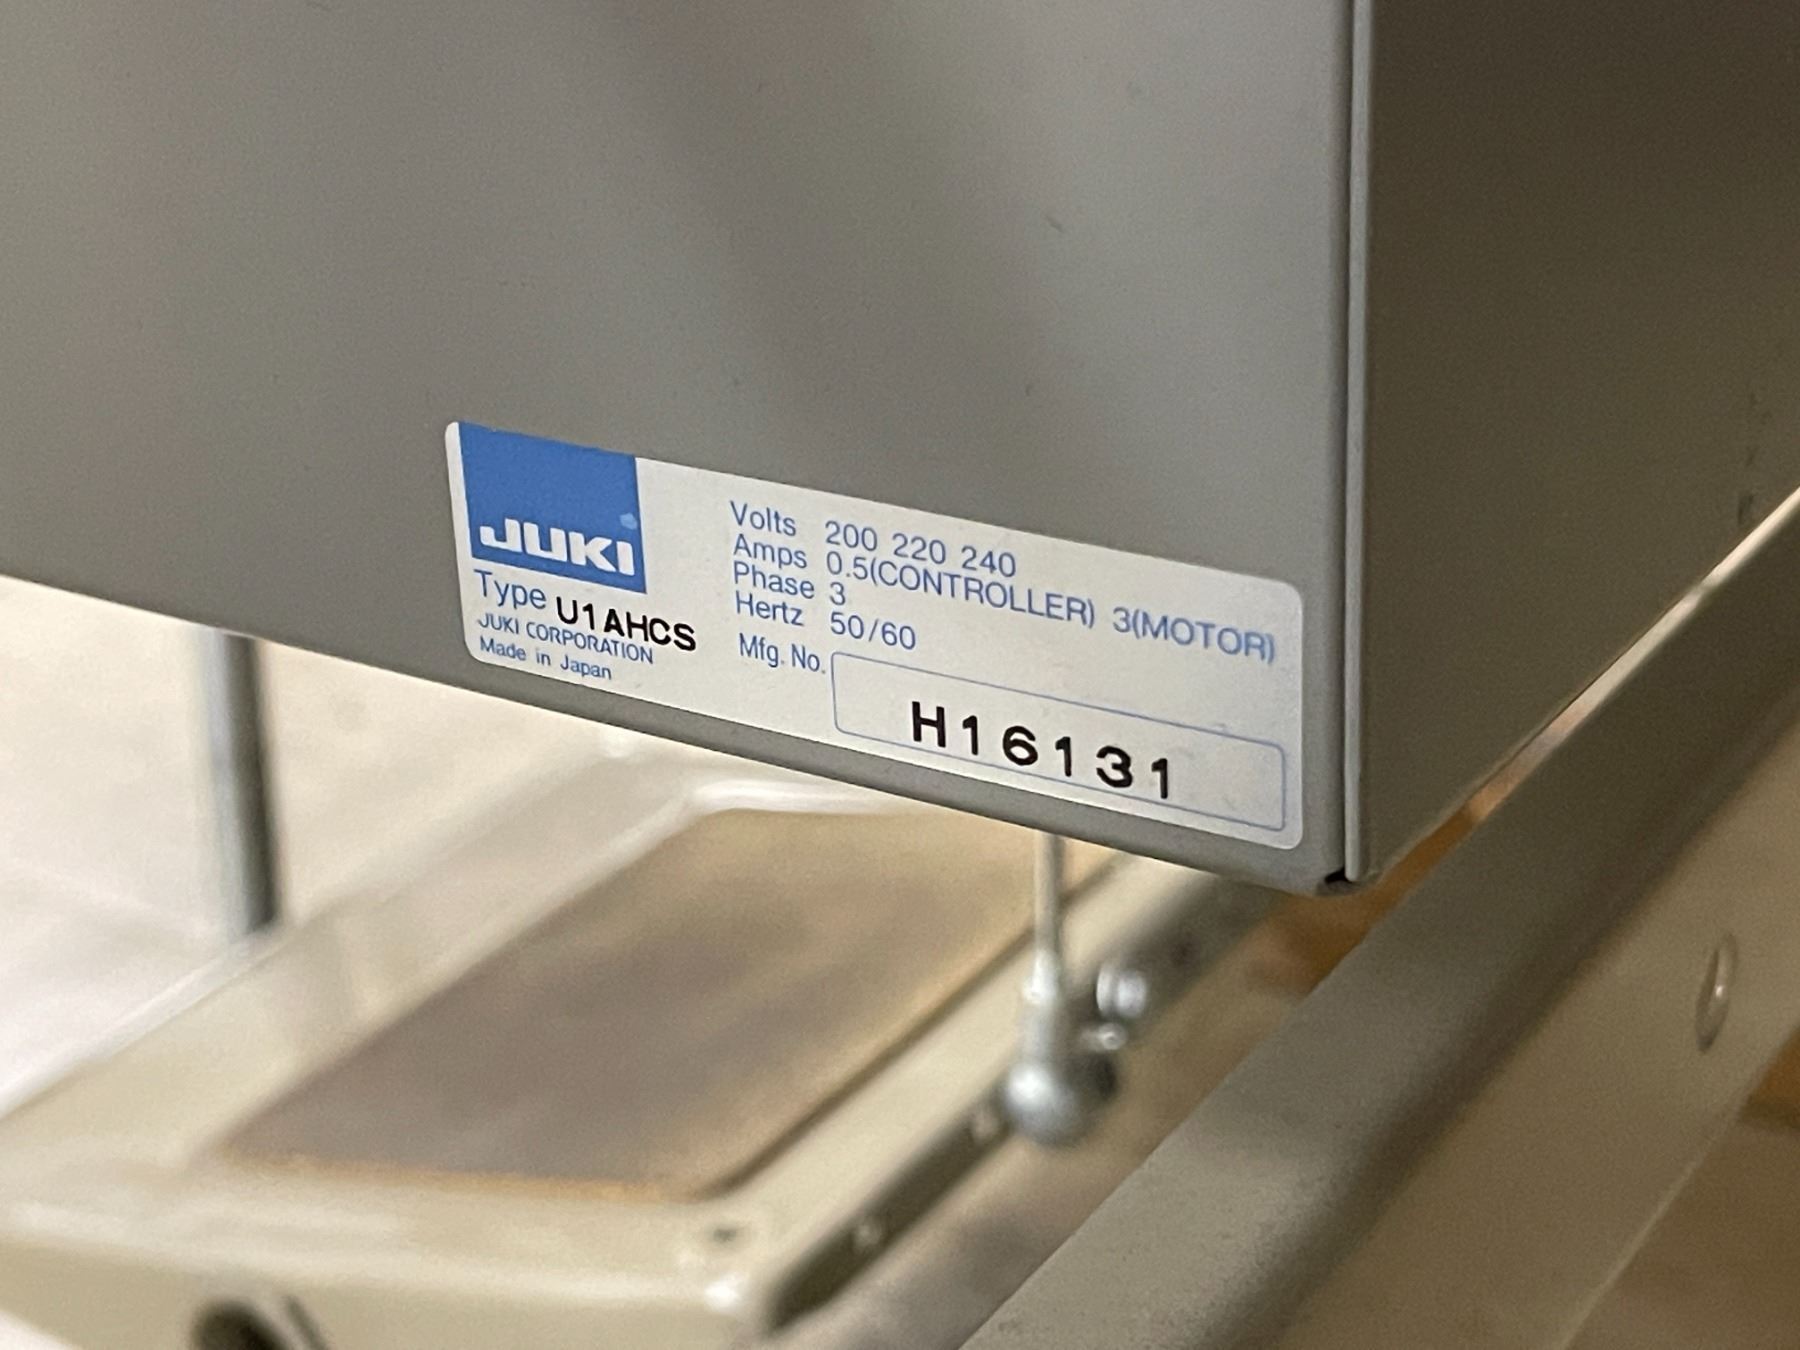 JUKI
Type U1AHCS
JUKI CORPORATION
Made in Japan
Volts 200 220 240
Amps 0.5(CONTROLLER) 3(MOTOR)
Phase 3
Hertz 50/60
Mfg. No. H16131